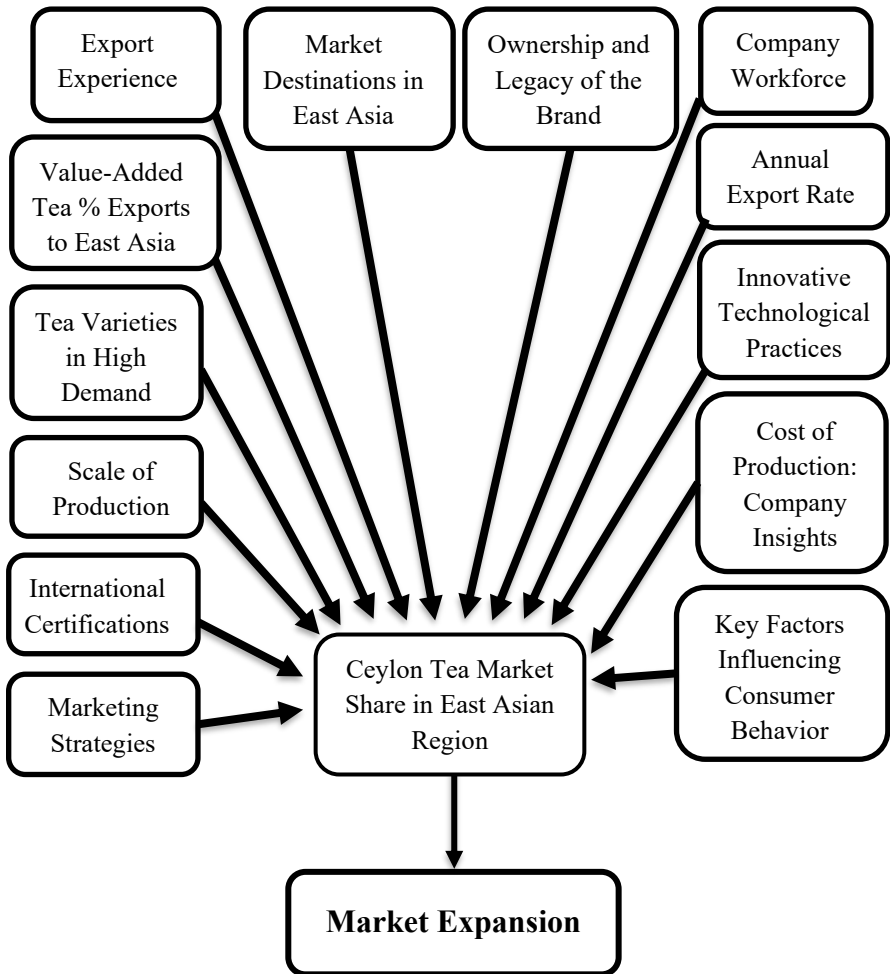 Export
Experience
Market
Destinations in
East Asia
Ownership and
Legacy of the
Brand
Company
Workforce
Value-Added
Tea % Exports
to East Asia
Annual
Export Rate
Tea Varieties
in High
Demand
Innovative
Technological
Practices
Scale of
Production
Cost of
Production:
Company
Insights
International
Certifications
Key Factors
Influencing
Consumer
Behavior
Marketing
Strategies
Ceylon Tea Market
Share in East Asian
Region
Market Expansion